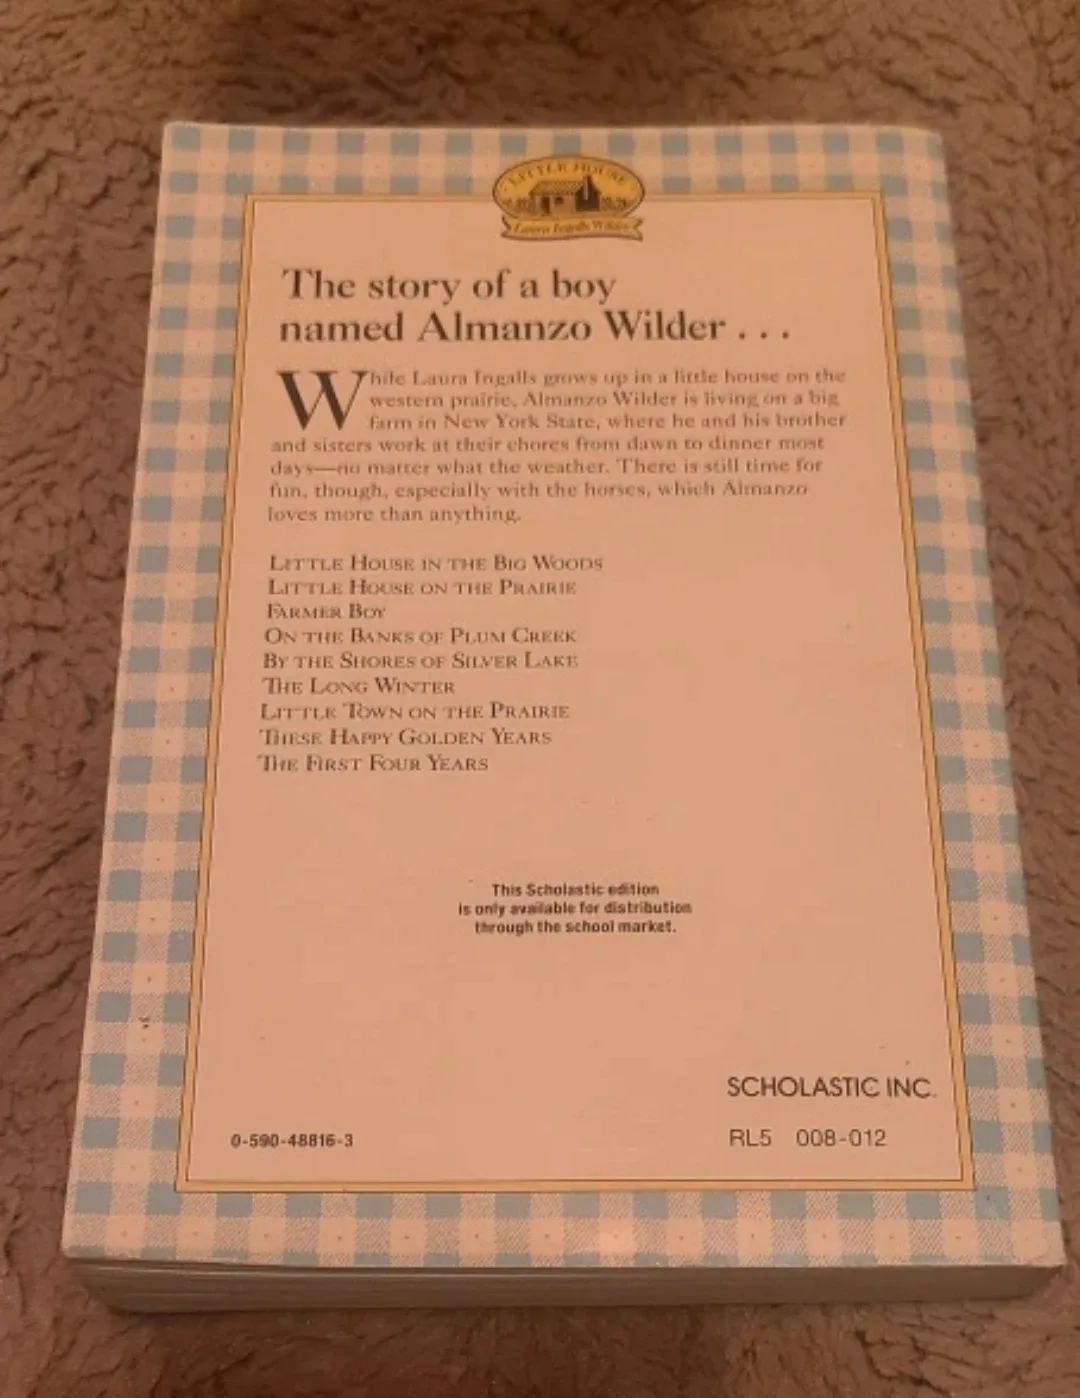 LITTLE HOUSE
Laura Ingalls Wilder
The story of a boy
named Almanzo Wilder . . .
While Laura Ingalls grows up in a little house on the
western prairie, Almanzo Wilder is living on a big
farm in New York State, where he and his brother
and sisters work at their chores from dawn to dinner most
days—no matter what the weather. There is still time for
fun, though, especially with the horses, which Almanzo
loves more than anything.
LITTLE HOUSE IN THE BIG WOODS
LITTLE HOUSE ON THE PRAIRIE
FARMER BOY
ON THE BANKS OF PLUM CREEK
BY THE SHORES OF SILVER LAKE
THE LONG WINTER
LITTLE TOWN ON THE PRAIRIE
THESE HAPPY GOLDEN YEARS
THE FIRST FOUR YEARS
This Scholastic edition
is only available for distribution
through the school market.
SCHOLASTIC INC.
0-590-48816-3
RL5 008-012